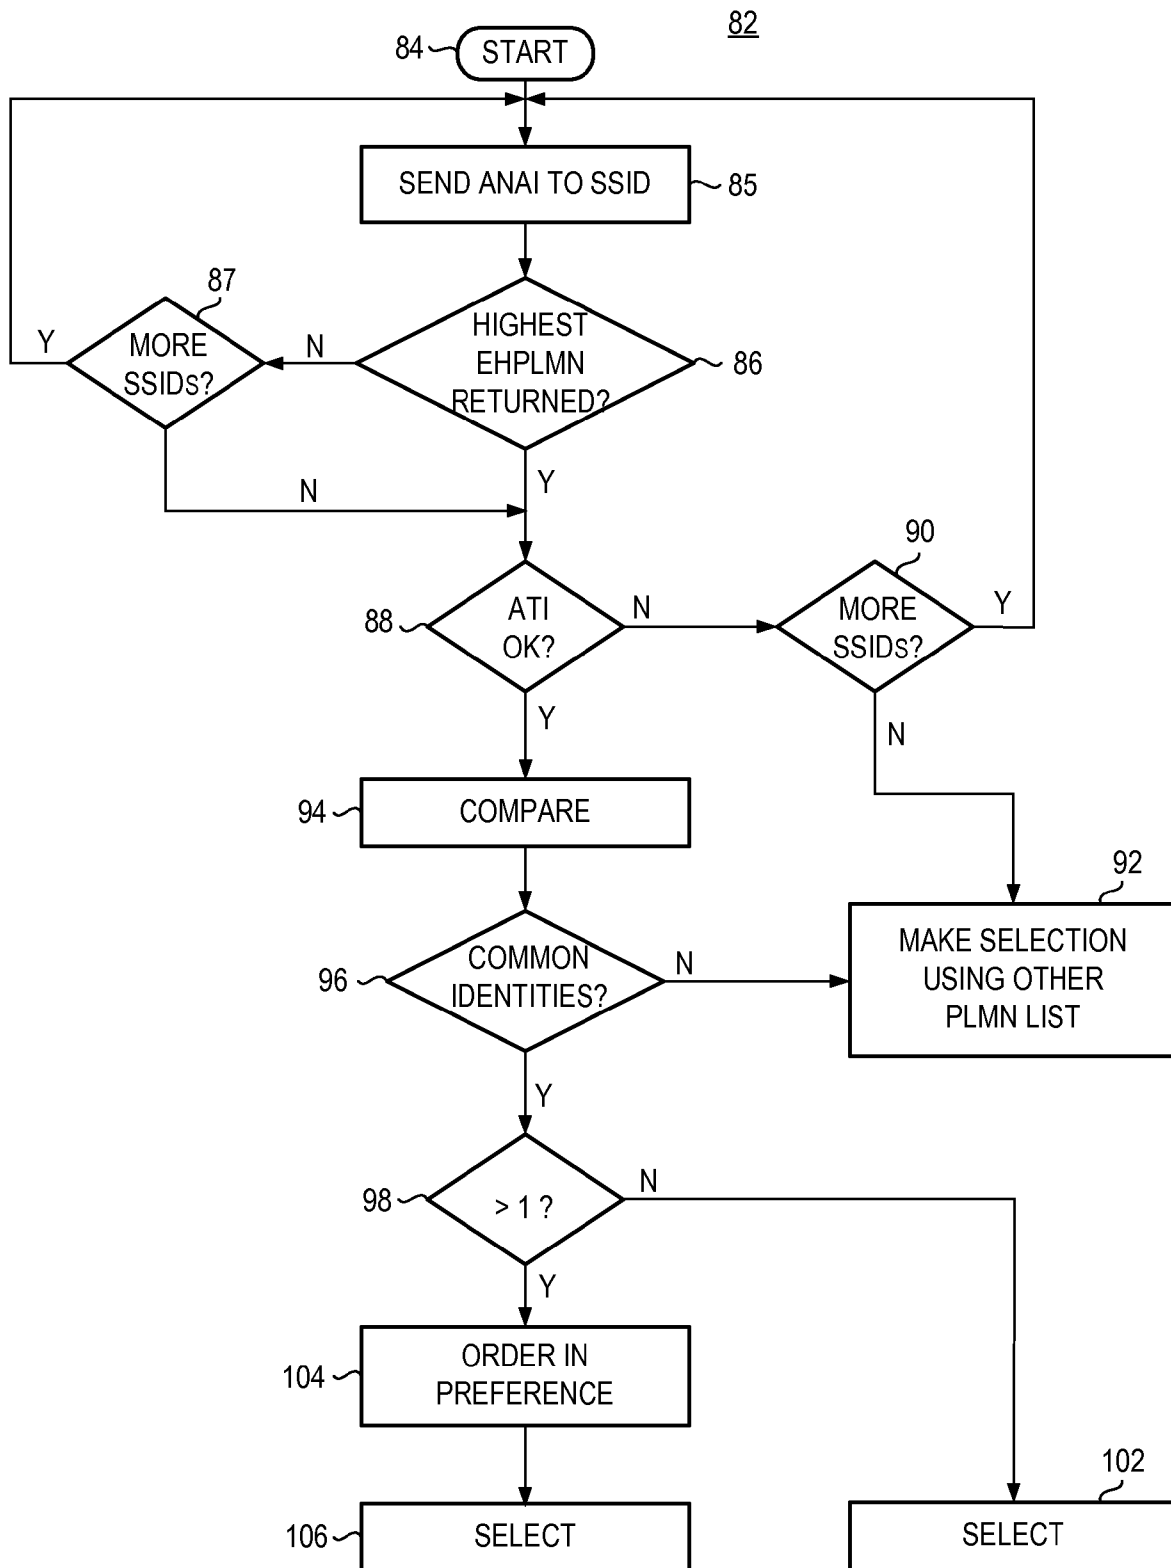 82
84
START
SEND ANAI TO SSID
85
87
MORE
SSIDs?
Y
N
HIGHEST
EHPLMN
RETURNED?
86
Y
N
88
ATI
OK?
N
90
MORE
SSIDs?
Y
Y
N
94
COMPARE
92
MAKE SELECTION
USING OTHER
PLMN LIST
96
COMMON
IDENTITIES?
N
Y
98
> 1 ?
N
Y
104
ORDER IN
PREFERENCE
106
SELECT
102
SELECT